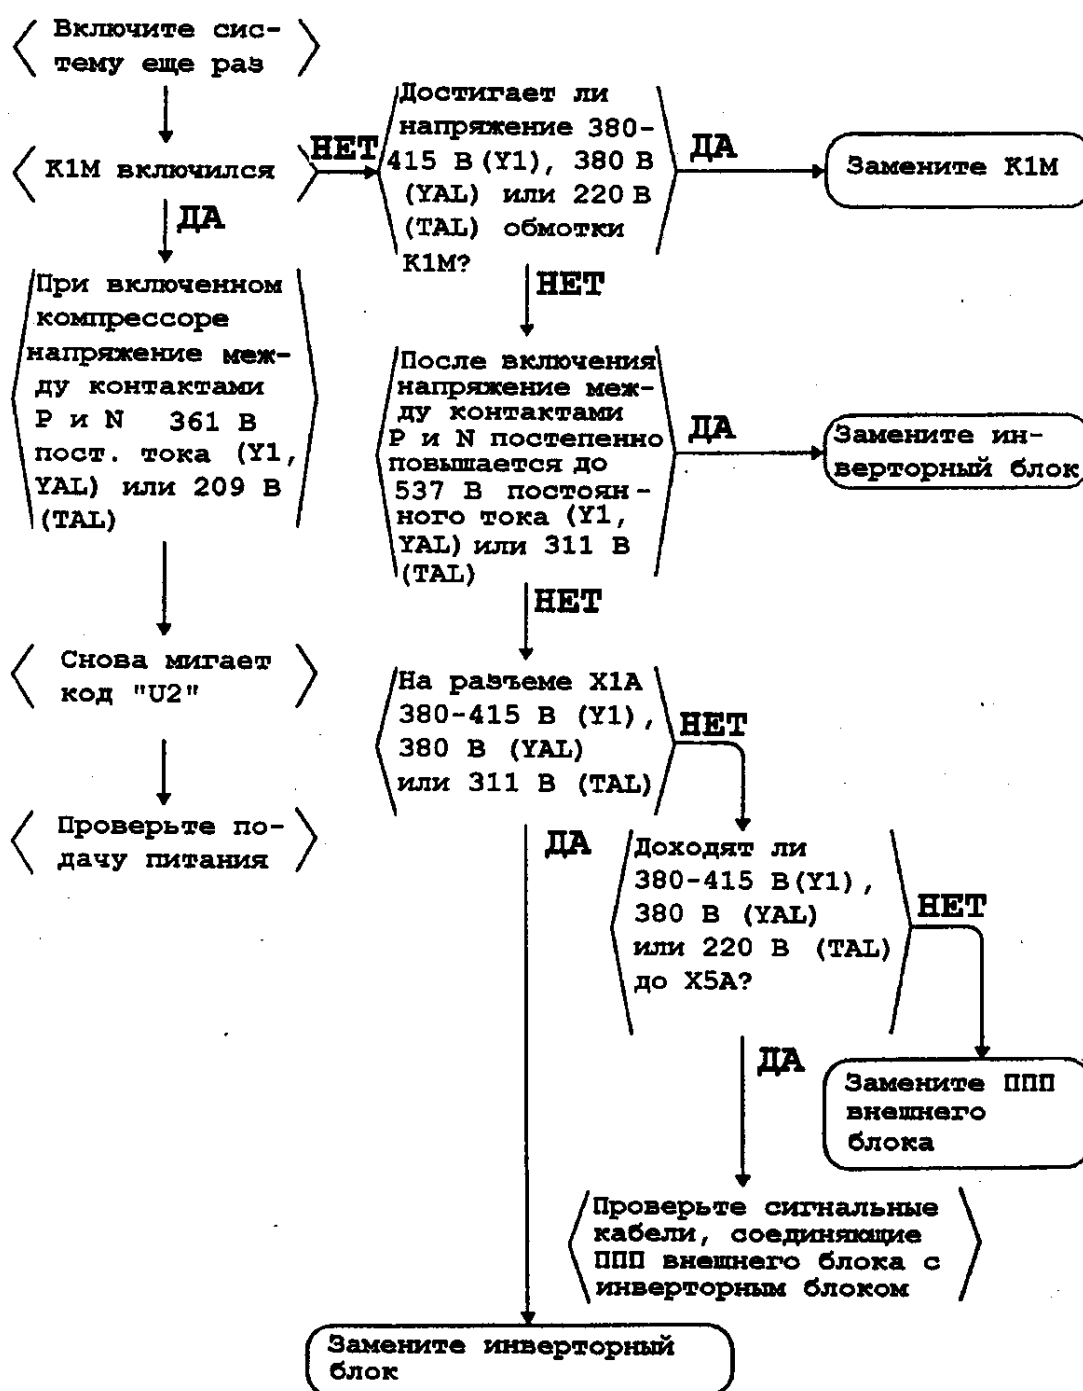 Включите сис-
тему еще раз
K1M включился
НЕТ
Достигает ли
напряжение 380-
415 В (Y1), 380 В
(YAL) или 220 В
(TAL) обмотки
K1M?
ДА
Замените K1M
ДА
При включенном
компрессоре
напряжение меж-
ду контактами
P и N 361 В
пост. тока (Y1,
YAL) или 209 В
(TAL)
НЕТ
После включения
напряжение меж-
ду контактами
P и N постепенно
повышается до
537 В постоян-
ного тока (Y1,
YAL) или 311 В
(TAL)
ДА
Замените ин-
верторный блок
НЕТ
Снова мигает
код "U2"
На разъеме X1A
380-415 В (Y1),
380 В (YAL)
или 311 В (TAL)
НЕТ
Проверьте по-
дачу питания
ДА
Доходят ли
380-415 В(Y1),
380 В (YAL)
или 220 В (TAL)
до X5A?
НЕТ
ДА
Замените ППП
внешнего
блока
Проверьте сигнальные
кабели, соединяющие
ППП внешнего блока с
инверторным блоком
Замените инверторный
блок